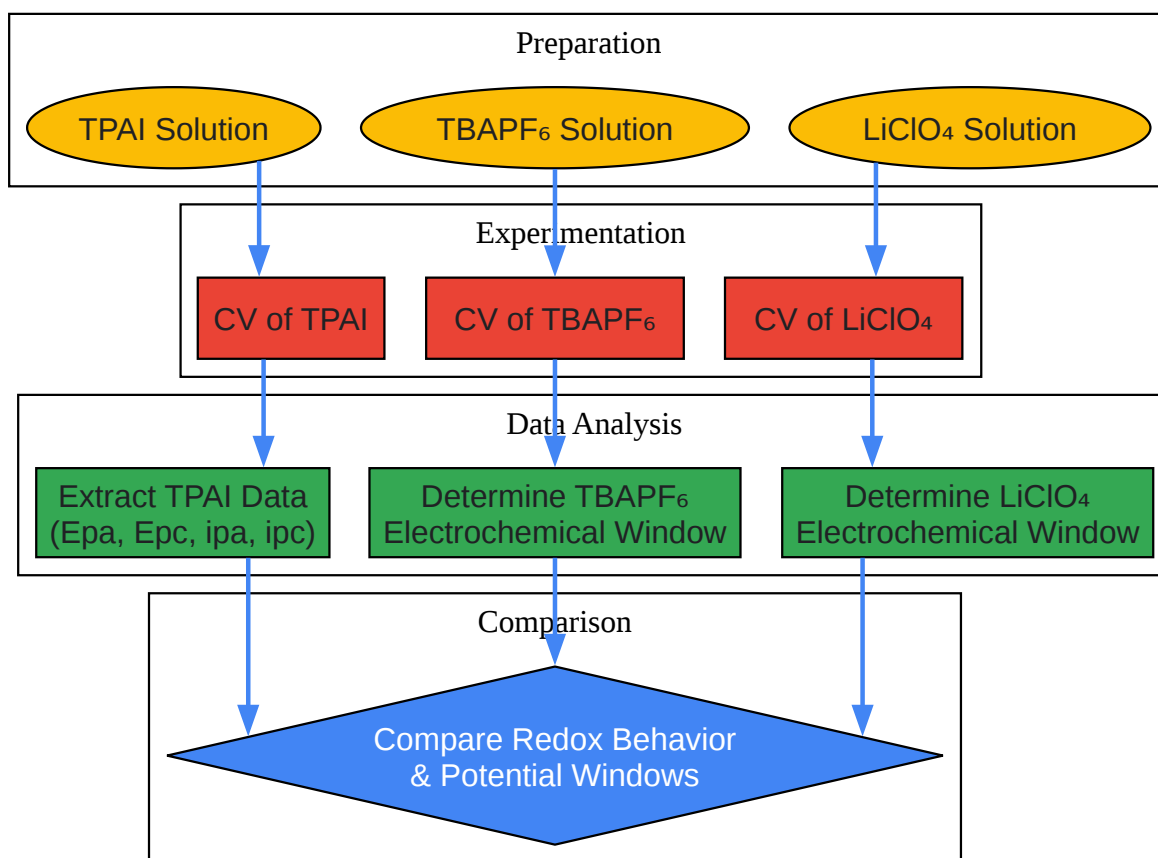 Preparation
TPAI Solution
TBAPF₆ Solution
LiClO₄ Solution
Experimentation
CV of TPAI
CV of TBAPF₆
CV of LiClO₄
Data Analysis
Extract TPAI Data
(Epa, Epc, ipa, ipc)
Determine TBAPF₆
Electrochemical Window
Determine LiClO₄
Electrochemical Window
Comparison
Compare Redox Behavior
& Potential Windows